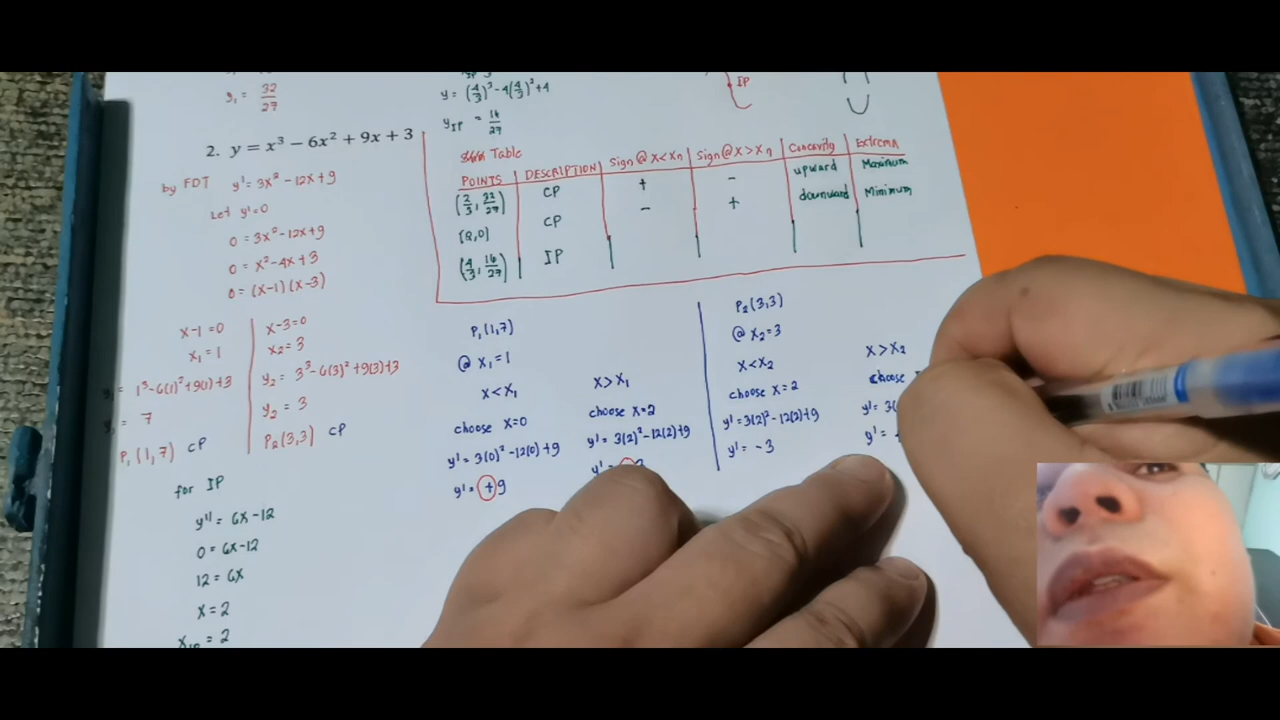 32
27
y = (4/3)³ - 4(4/3)² + 4
y IP = 16/27
IP
2. y = x³ − 6x² + 9x + 3
by FDT y' = 3x² - 12x + 9
Let y' = 0
0 = 3x² - 12x + 9
0 = x² - 4x + 3
0 = (x-1)(x-3)
x-1 = 0
x₁ = 1
= 1³ - 6(1)² + 9(1) + 3
= 7
P₁ (1,7) CP
x-3 = 0
x₂ = 3
y₂ = 3³ - 6(3)² + 9(3) + 3
y₂ = 3
P₂ (3,3) CP
for IP
y'' = 6x - 12
0 = 6x - 12
12 = 6x
x = 2
= 2
Table
POINTS DESCRIPTION Sign @ x<xn Sign @ x>xn Concavity Extrema
(2/3, 32/27) CP + - upward Maximum
[2,0] CP - + downward Minimum
(4/3, 16/27) IP
P₁ (1,7)
@ x₁ = 1
x < x₁
choose x=0
y' = 3(0)² - 12(0) + 9
y' = +9
x > x₁
choose x=2
y' = 3(2)² - 12(2) + 9
P₂ (3,3)
@ x₂ = 3
x < x₂
choose x = 2
y' = 3(2)² - 12(2) + 9
y' = -3
x > x₂
choose
y' = 3(
y' =